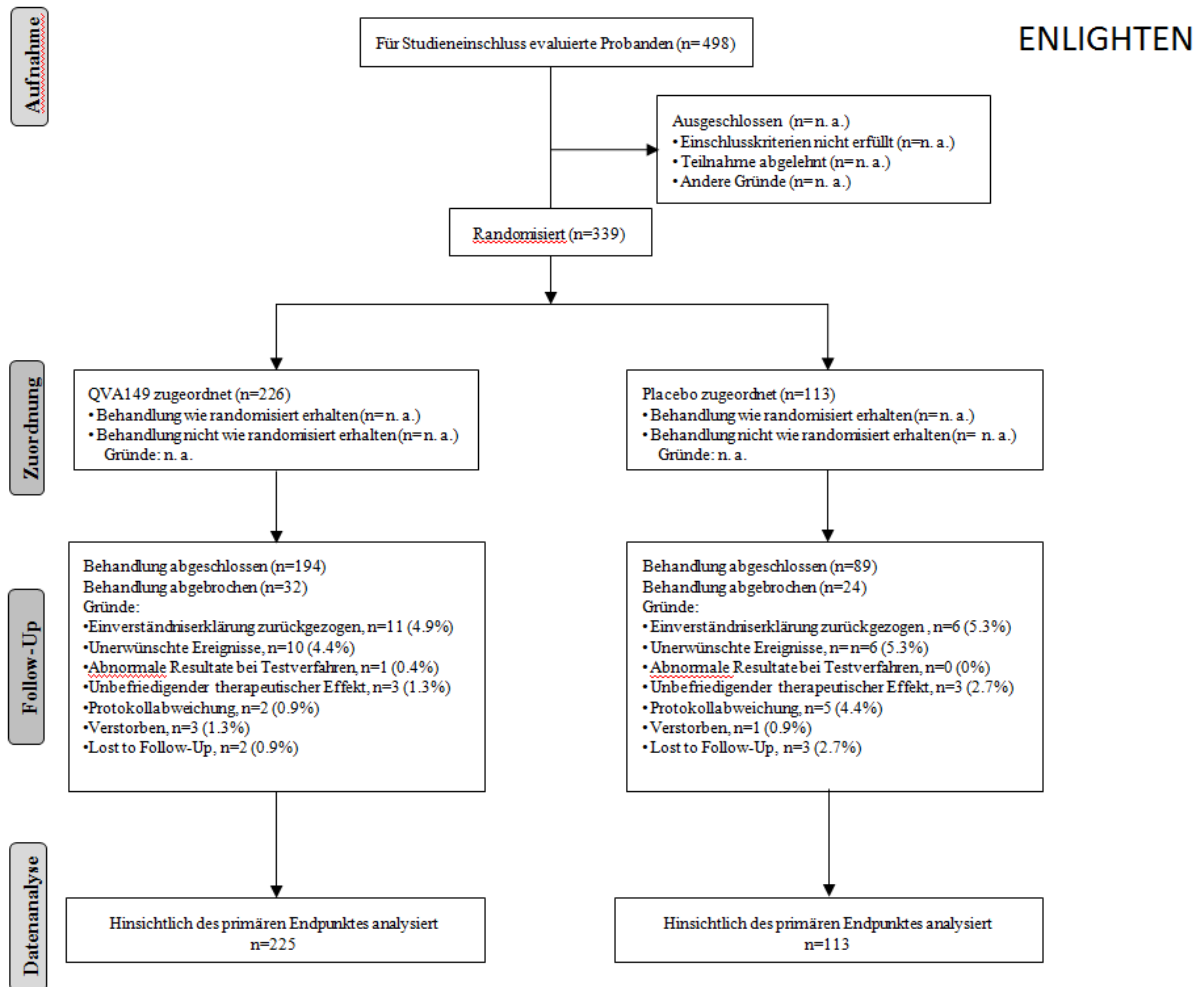 ENLIGHTEN
Aufnahme
Für Studieneinschluss evaluierte Probanden (n= 498)
Ausgeschlossen (n= n. a.)
• Einschlusskriterien nicht erfüllt (n=n. a.)
• Teilnahme abgelehnt (n= n. a.)
• Andere Gründe (n= n. a.)
Randomisiert (n=339)
Zuordnung
QVA149 zugeordnet (n=226)
• Behandlung wie randomisiert erhalten (n= n. a.)
• Behandlung nicht wie randomisiert erhalten (n= n. a.)
Gründe: n. a.
Placebo zugeordnet (n=113)
• Behandlung wie randomisiert erhalten (n= n. a.)
• Behandlung nicht wie randomisiert erhalten (n= n. a.)
Gründe: n. a.
Follow-Up
Behandlung abgeschlossen (n=194)
Behandlung abgebrochen (n=32)
Gründe:
•Einverständniserklärung zurückgezogen, n=11 (4.9%)
•Unerwünschte Ereignisse, n=10 (4.4%)
•Abnormale Resultate bei Testverfahren, n=1 (0.4%)
•Unbefriedigender therapeutischer Effekt, n=3 (1.3%)
•Protokollabweichung, n=2 (0.9%)
•Verstorben, n=3 (1.3%)
•Lost to Follow-Up, n=2 (0.9%)
Behandlung abgeschlossen (n=89)
Behandlung abgebrochen (n=24)
Gründe:
• Einverständniserklärung zurückgezogen , n=6 (5.3%)
• Unerwünschte Ereignisse, n= n=6 (5.3%)
• Abnormale Resultate bei Testverfahren, n=0 (0%)
• Unbefriedigender therapeutischer Effekt, n=3 (2.7%)
• Protokollabweichung, n=5 (4.4%)
• Verstorben, n=1 (0.9%)
• Lost to Follow-Up, n=3 (2.7%)
Datenanalyse
Hinsichtlich des primären Endpunktes analysiert
n=225
Hinsichtlich des primären Endpunktes analysiert
n=113